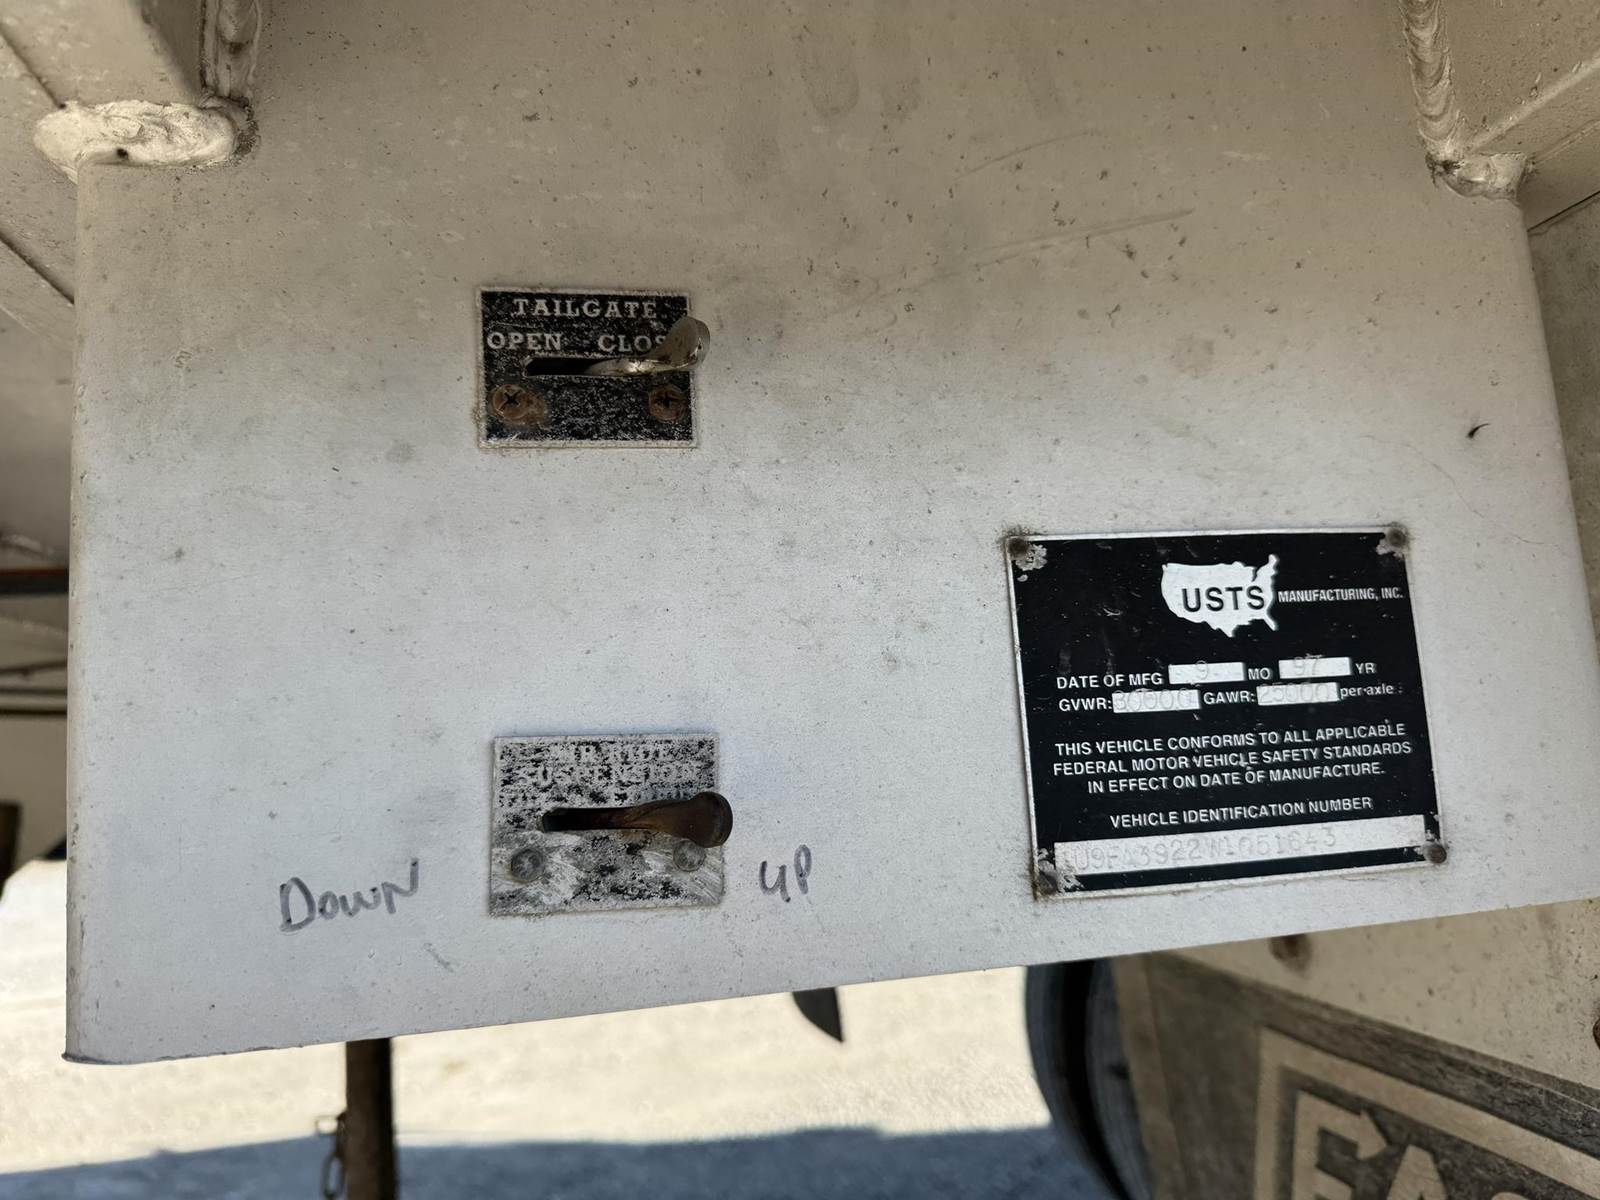 TAILGATE
OPEN CLOS
USTS MANUFACTURING, INC.
DATE OF MFG 9 MO 97 YR
GVWR: GAWR: 25000 per-axle
THIS VEHICLE CONFORMS TO ALL APPLICABLE
FEDERAL MOTOR VEHICLE SAFETY STANDARDS
IN EFFECT ON DATE OF MANUFACTURE.
VEHICLE IDENTIFICATION NUMBER
SUSPENSION
DOWN
UP